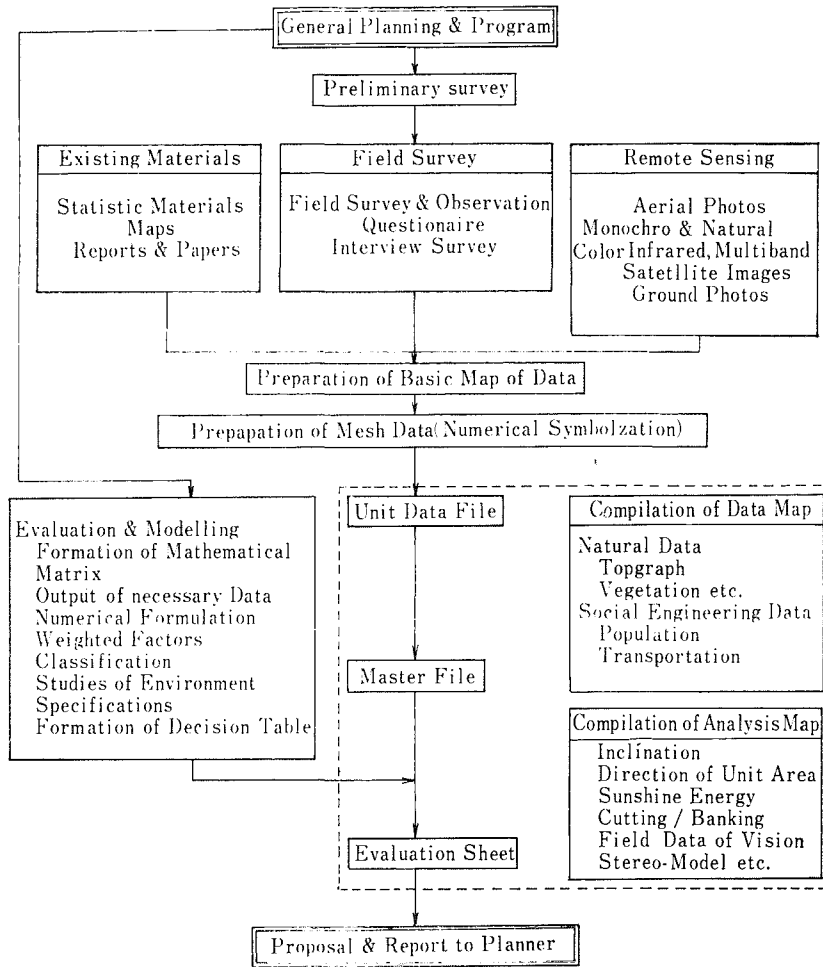 General Planning & Program
Preliminary survey
Existing Materials
Statistic Materials
Maps
Reports & Papers
Field Survey
Field Survey & Observation
Questionaire
Interview Survey
Remote Sensing
Aerial Photos
Monochro & Natural
Color Infrared, Multiband
Satetllite Images
Ground Photos
Preparation of Basic Map of Data
Prepapation of Mesh Data(Numerical Symbolzation)
Evaluation & Modelling
Formation of Mathematical
Matrix
Output of necessary Data
Numerical Formulation
Weighted Factors
Classification
Studies of Environment
Specifications
Formation of Decision Table
Unit Data File
Master File
Evaluation Sheet
Compilation of Data Map
Natural Data
Topgraph
Vegetation etc.
Social Engineering Data
Population
Transportation
Compilation of Analysis Map
Inclination
Direction of Unit Area
Sunshine Energy
Cutting / Banking
Field Data of Vision
Stereo-Model etc.
Proposal & Report to Planner